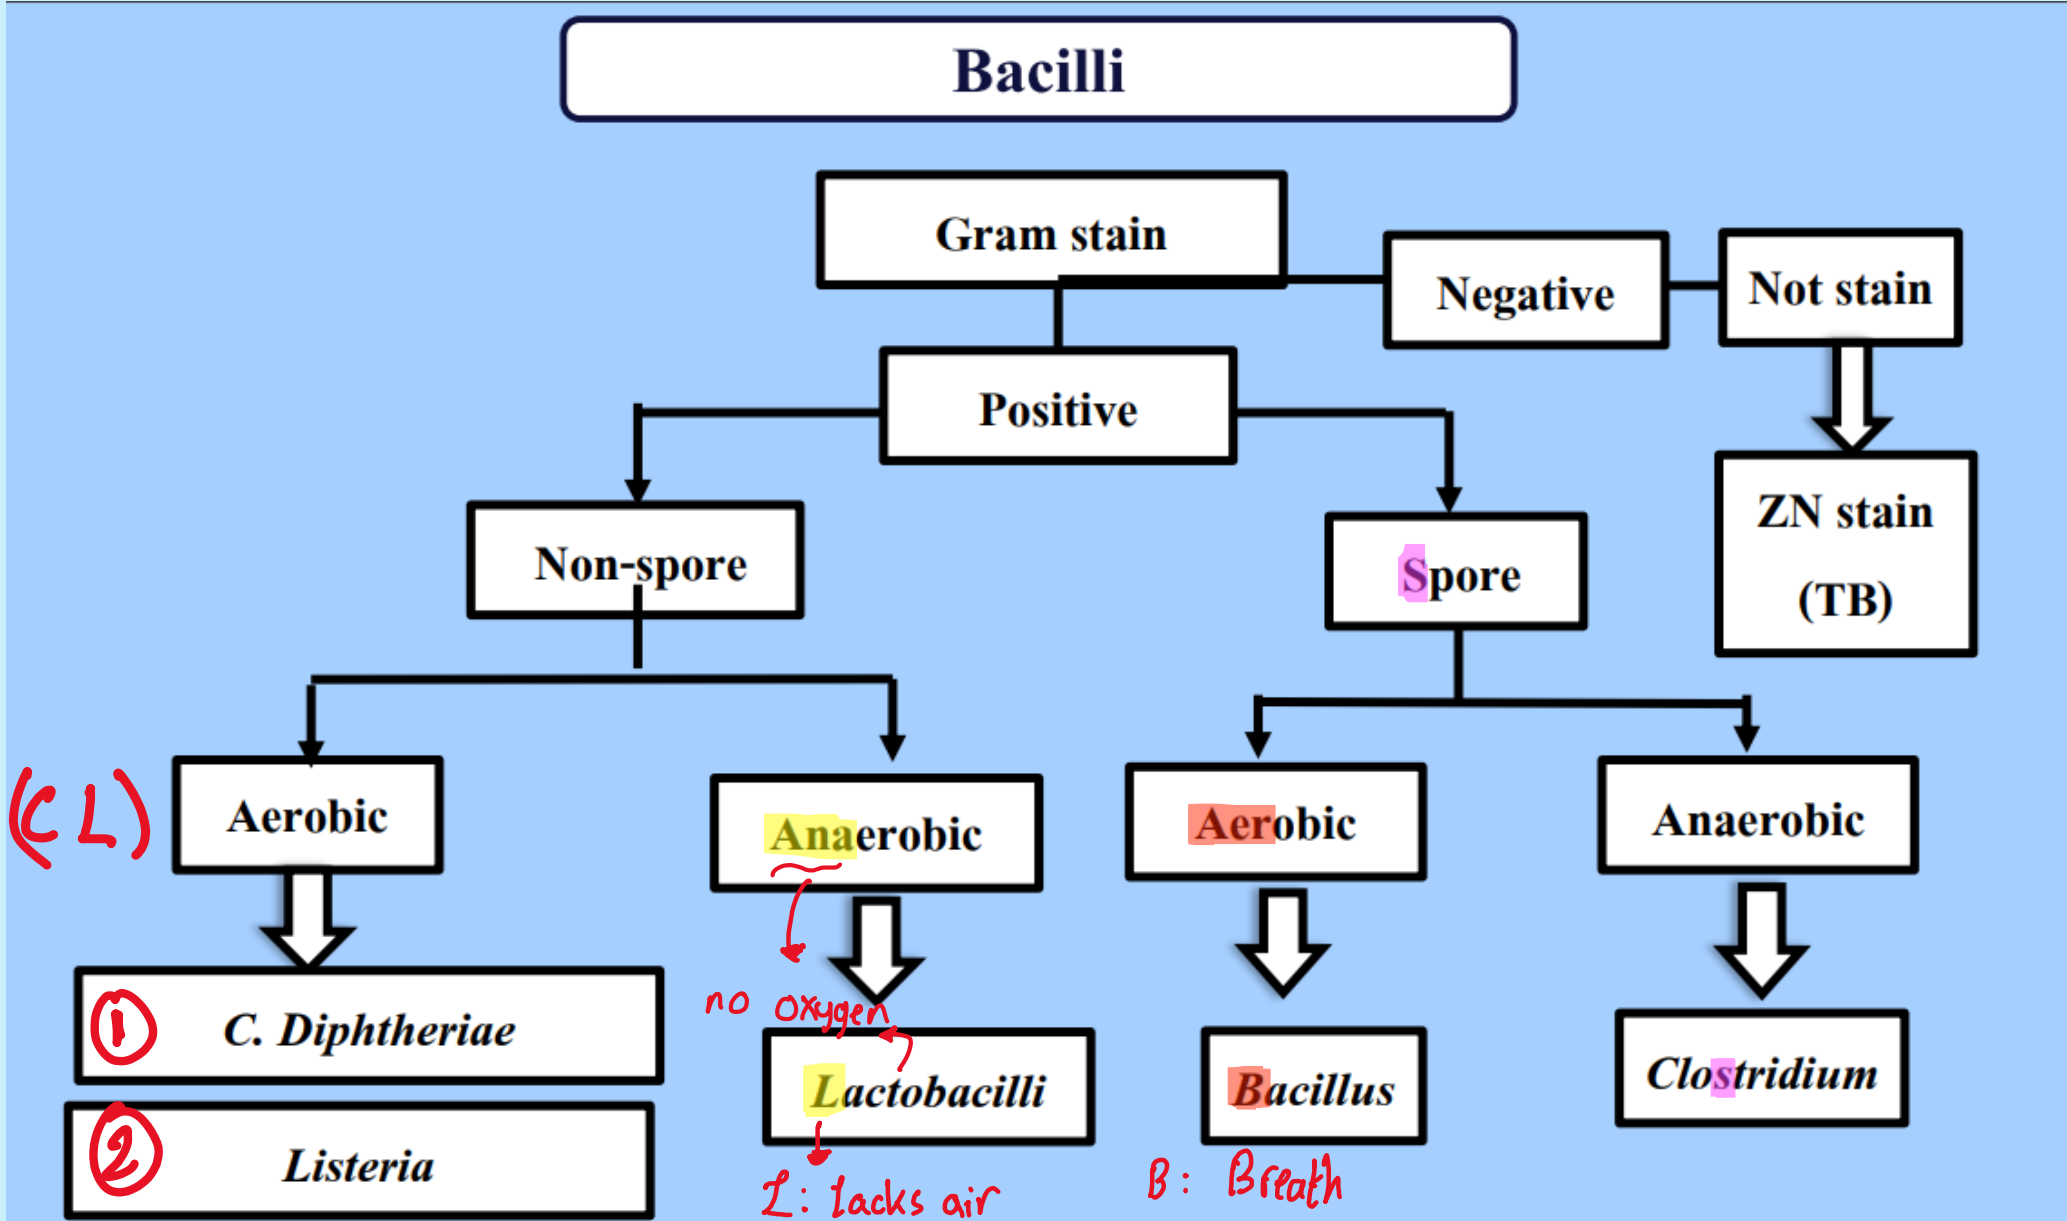 Bacilli
Gram stain
Negative
Not stain
Positive
ZN stain
(TB)
Non-spore
Spore
(CL)
Aerobic
Anaerobic
Aerobic
Anaerobic
no oxygen
1 C. Diphtheriae
Lactobacilli
Bacillus
Clostridium
2 Listeria
L: lacks air
B: Breath